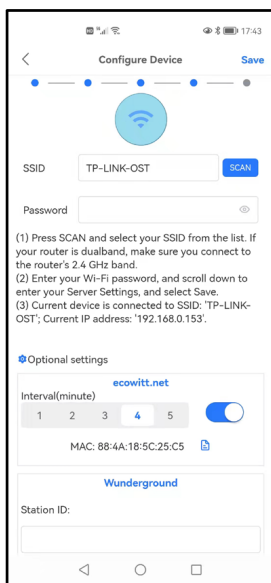 17:43
Configure Device
Save
SSID
TP-LINK-OST
SCAN
Password
(1) Press SCAN and select your SSID from the list. If
your router is dualband, make sure you connect to
the router's 2.4 GHz band.
(2) Enter your Wi-Fi password, and scroll down to
enter your Server Settings, and select Save.
(3) Current device is connected to SSID: 'TP-LINK-
OST'; Current IP address: '192.168.0.153'.
Optional settings
ecowitt.net
Interval(minute)
1 2 3 4 5
MAC: 88:4A:18:5C:25:C5
Wunderground
Station ID: